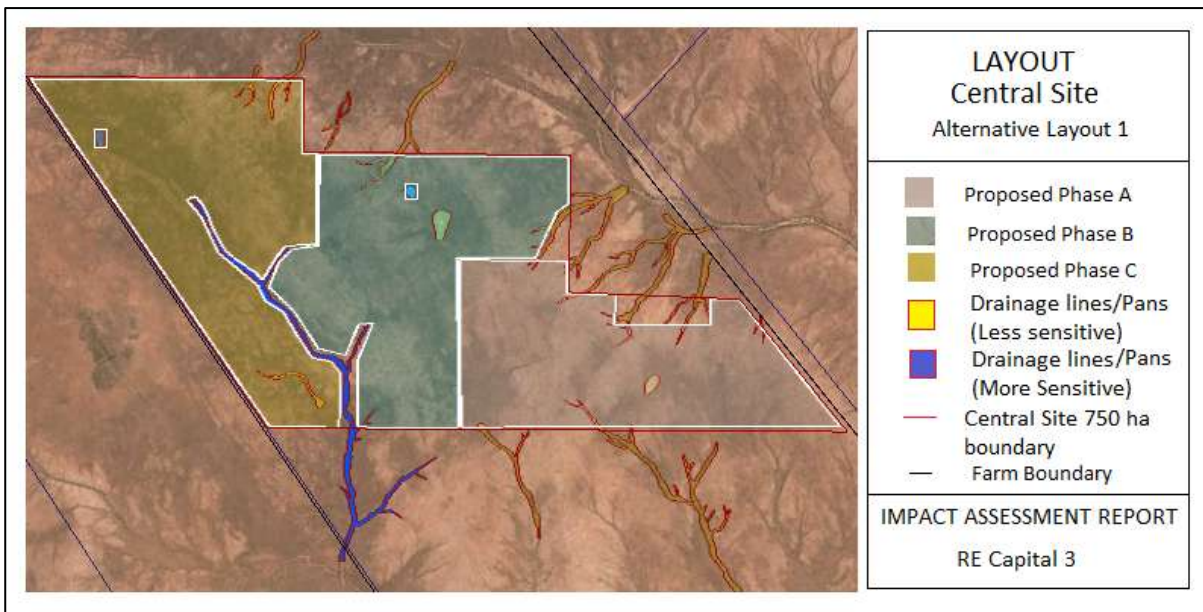 LAYOUT
Central Site
Alternative Layout 1
Proposed Phase A
Proposed Phase B
Proposed Phase C
Drainage lines/Pans
(Less sensitive)
Drainage lines/Pans
(More Sensitive)
Central Site 750 ha
boundary
Farm Boundary
IMPACT ASSESSMENT REPORT
RE Capital 3